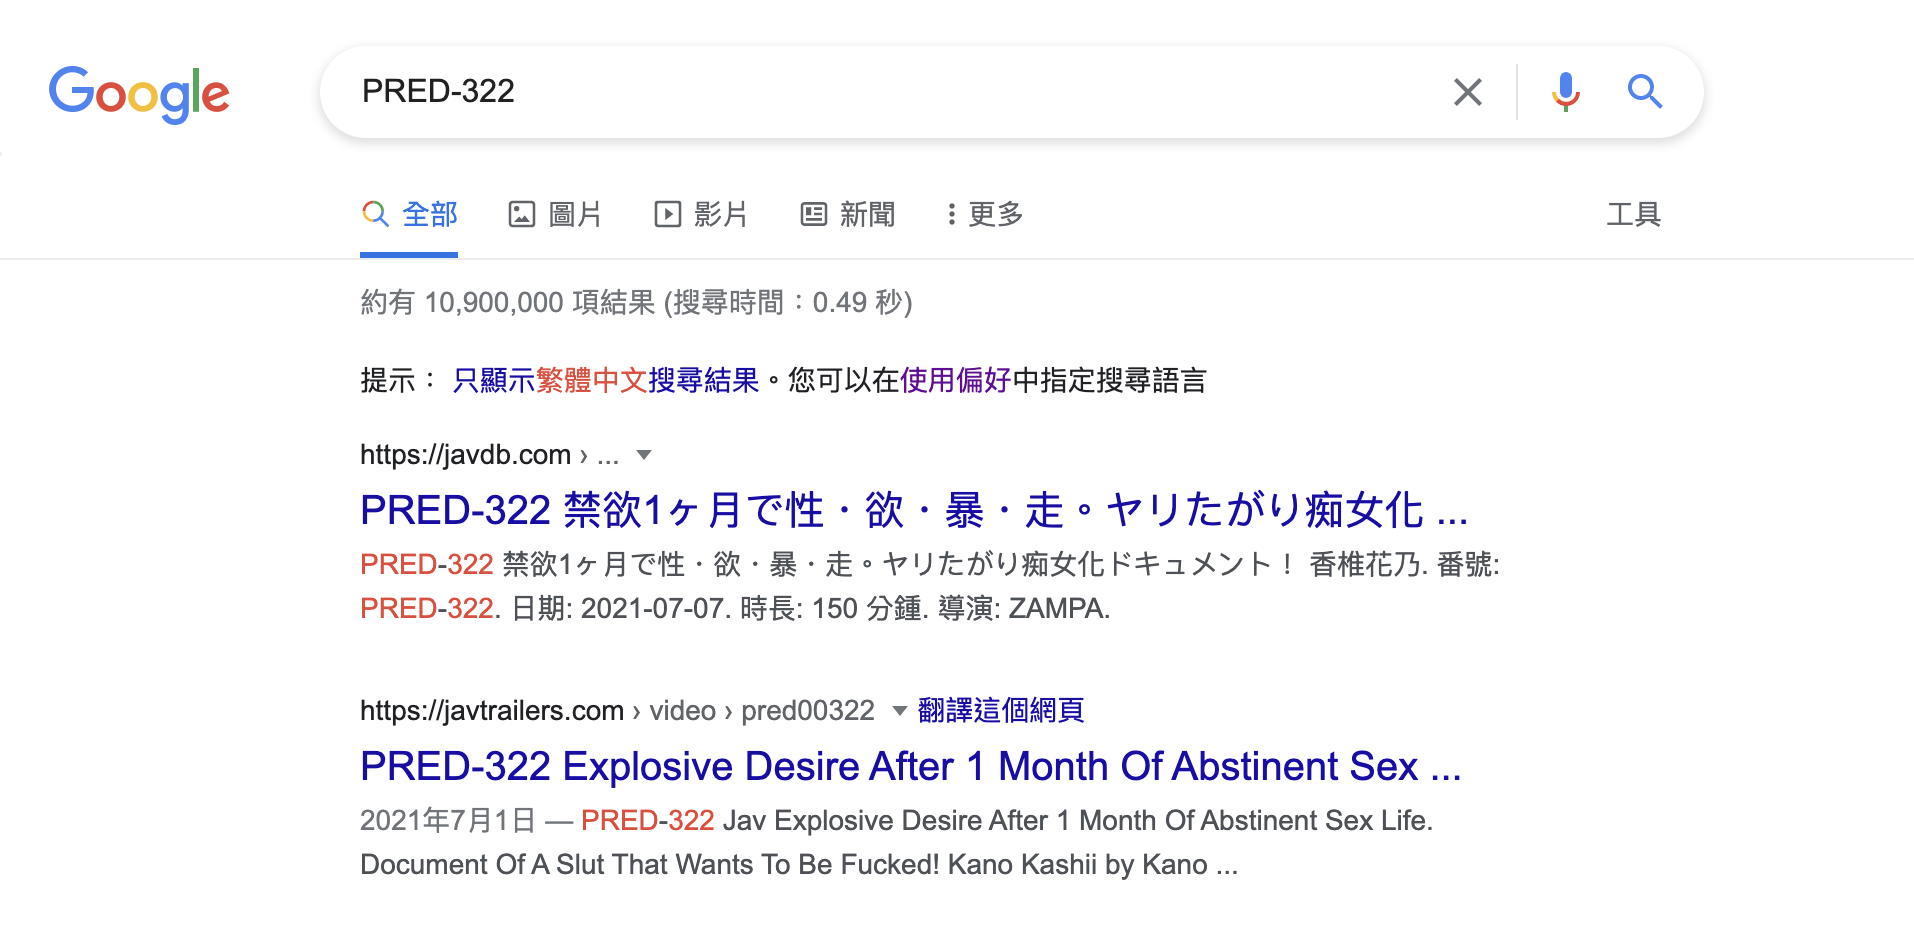 Google
PRED-322
全部 圖片 影片 新聞 更多 工具
約有 10,900,000 項結果 (搜尋時間：0.49 秒)
提示： 只顯示繁體中文搜尋結果。您可以在使用偏好中指定搜尋語言
https://javdb.com › ...
PRED-322 禁欲1ヶ月で性・欲・暴・走。ヤリたがり痴女化 ...
PRED-322 禁欲1ヶ月で性・欲・暴・走。ヤリたがり痴女化ドキュメント！ 香椎花乃. 番號:
PRED-322. 日期: 2021-07-07. 時長: 150 分鍾. 導演: ZAMPA.
https://javtrailers.com › video › pred00322 翻譯這個網頁
PRED-322 Explosive Desire After 1 Month Of Abstinent Sex ...
2021年7月1日 — PRED-322 Jav Explosive Desire After 1 Month Of Abstinent Sex Life.
Document Of A Slut That Wants To Be Fucked! Kano Kashii by Kano ...